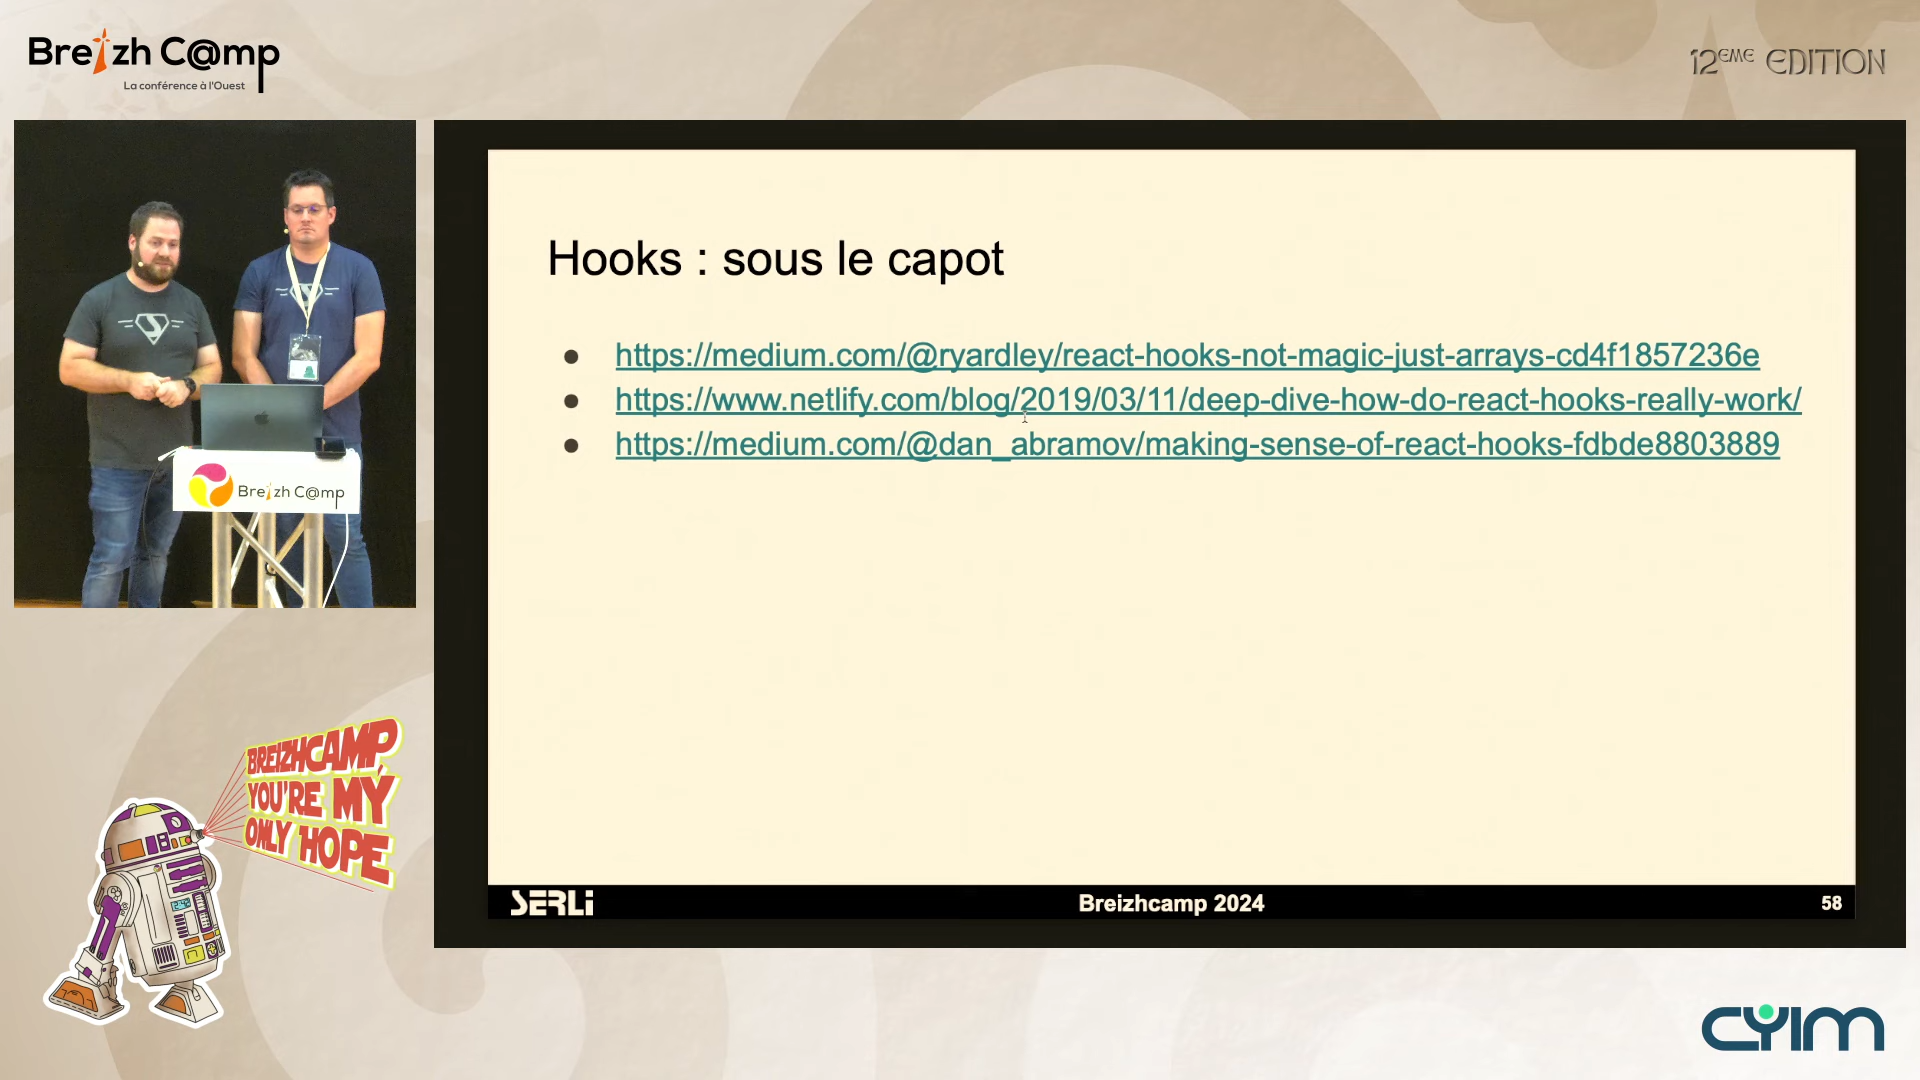 Breizh C@mp
La conférence à l'Ouest
12EME EDITION
Hooks : sous le capot
https://medium.com/@ryardley/react-hooks-not-magic-just-arrays-cd4f1857236e
https://www.netlify.com/blog/2019/03/11/deep-dive-how-do-react-hooks-really-work/
https://medium.com/@dan_abramov/making-sense-of-react-hooks-fdbde8803889
Breizh C@mp
BREIZHCAMP,
YOU'RE MY
ONLY HOPE
SERLI
Breizhcamp 2024
58
CYIM